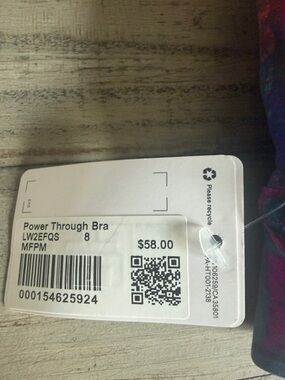 Power Through Bra
LW2EFQS 8
MFPM
$58.00
000154625924
Please recycle